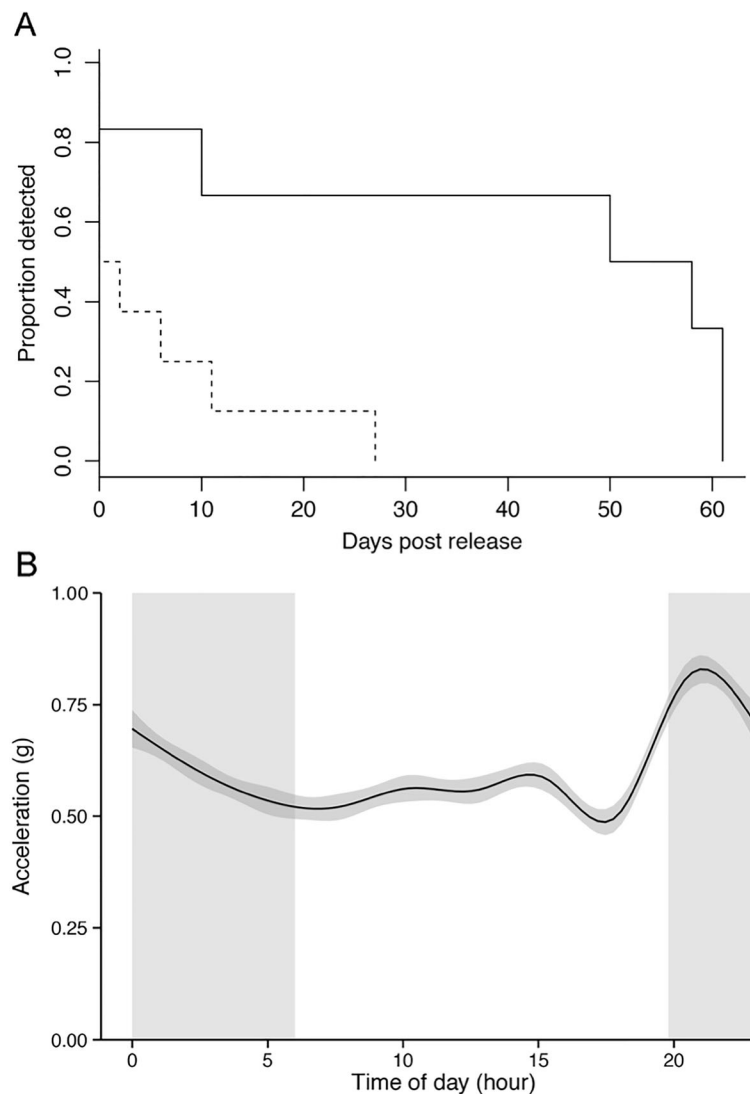 A
1.0
0.8
0.6
0.4
0.2
0.0
Proportion detected
0 10 20 30 40 50 60
Days post release
B
1.00
0.75
0.50
0.25
0.00
Acceleration (g)
0 5 10 15 20
Time of day (hour)